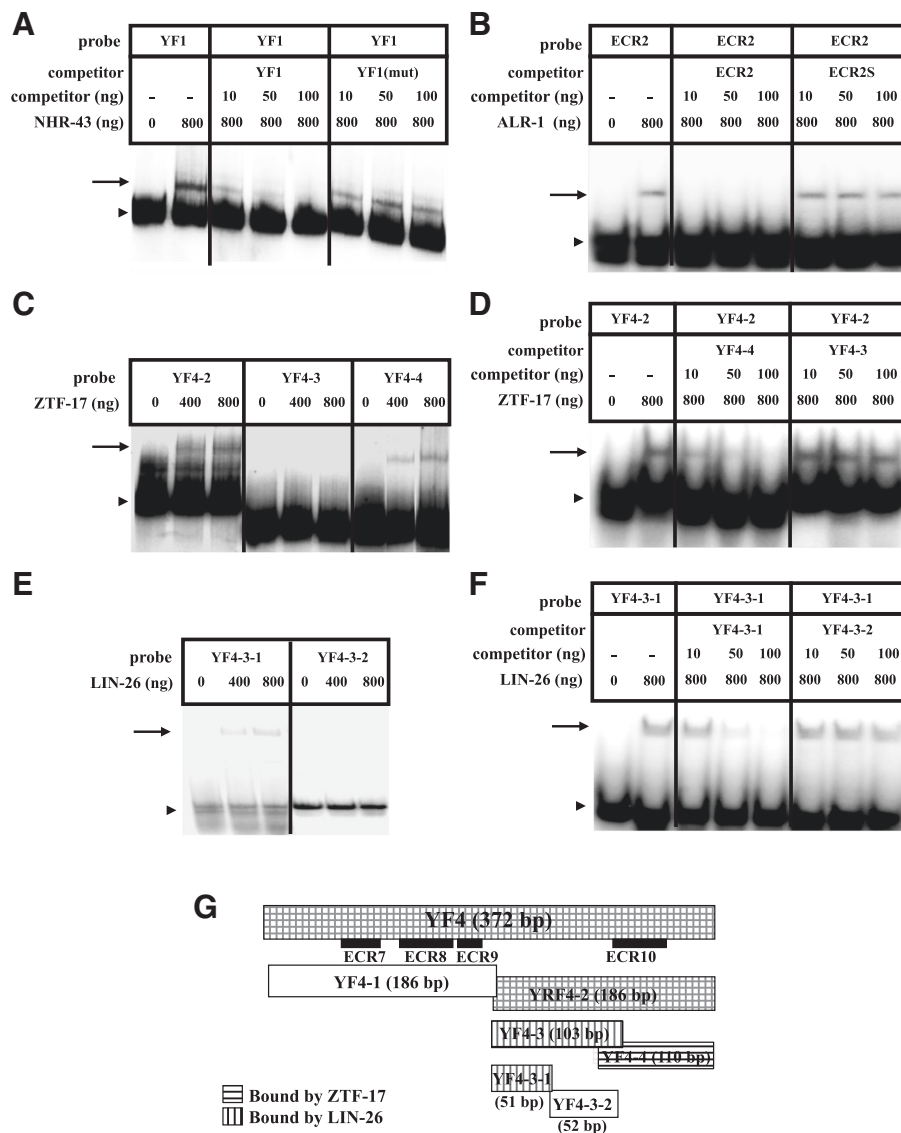 A
probe YF1 YF1 YF1
competitor YF1 YF1(mut)
competitor (ng) – – 10 50 100 10 50 100
NHR-43 (ng) 0 800 800 800 800 800 800 800
B
probe ECR2 ECR2 ECR2
competitor ECR2 ECR2S
competitor (ng) – – 10 50 100 10 50 100
ALR-1 (ng) 0 800 800 800 800 800 800 800
C
probe YF4-2 YF4-3 YF4-4
ZTF-17 (ng) 0 400 800 0 400 800 0 400 800
D
probe YF4-2 YF4-2 YF4-2
competitor YF4-4 YF4-3
competitor (ng) – – 10 50 100 10 50 100
ZTF-17 (ng) 0 800 800 800 800 800 800 800
E
probe YF4-3-1 YF4-3-2
LIN-26 (ng) 0 400 800 0 400 800
F
probe YF4-3-1 YF4-3-1 YF4-3-1
competitor YF4-3-1 YF4-3-2
competitor (ng) – – 10 50 100 10 50 100
LIN-26 (ng) 0 800 800 800 800 800 800 800
G
YF4 (372 bp)
ECR7 ECR8 ECR9 ECR10
YF4-1 (186 bp)
YRF4-2 (186 bp)
YF4-3 (103 bp)
YF4-4 (110 bp)
YF4-3-1
(51 bp)
YF4-3-2
(52 bp)
Bound by ZTF-17
Bound by LIN-26